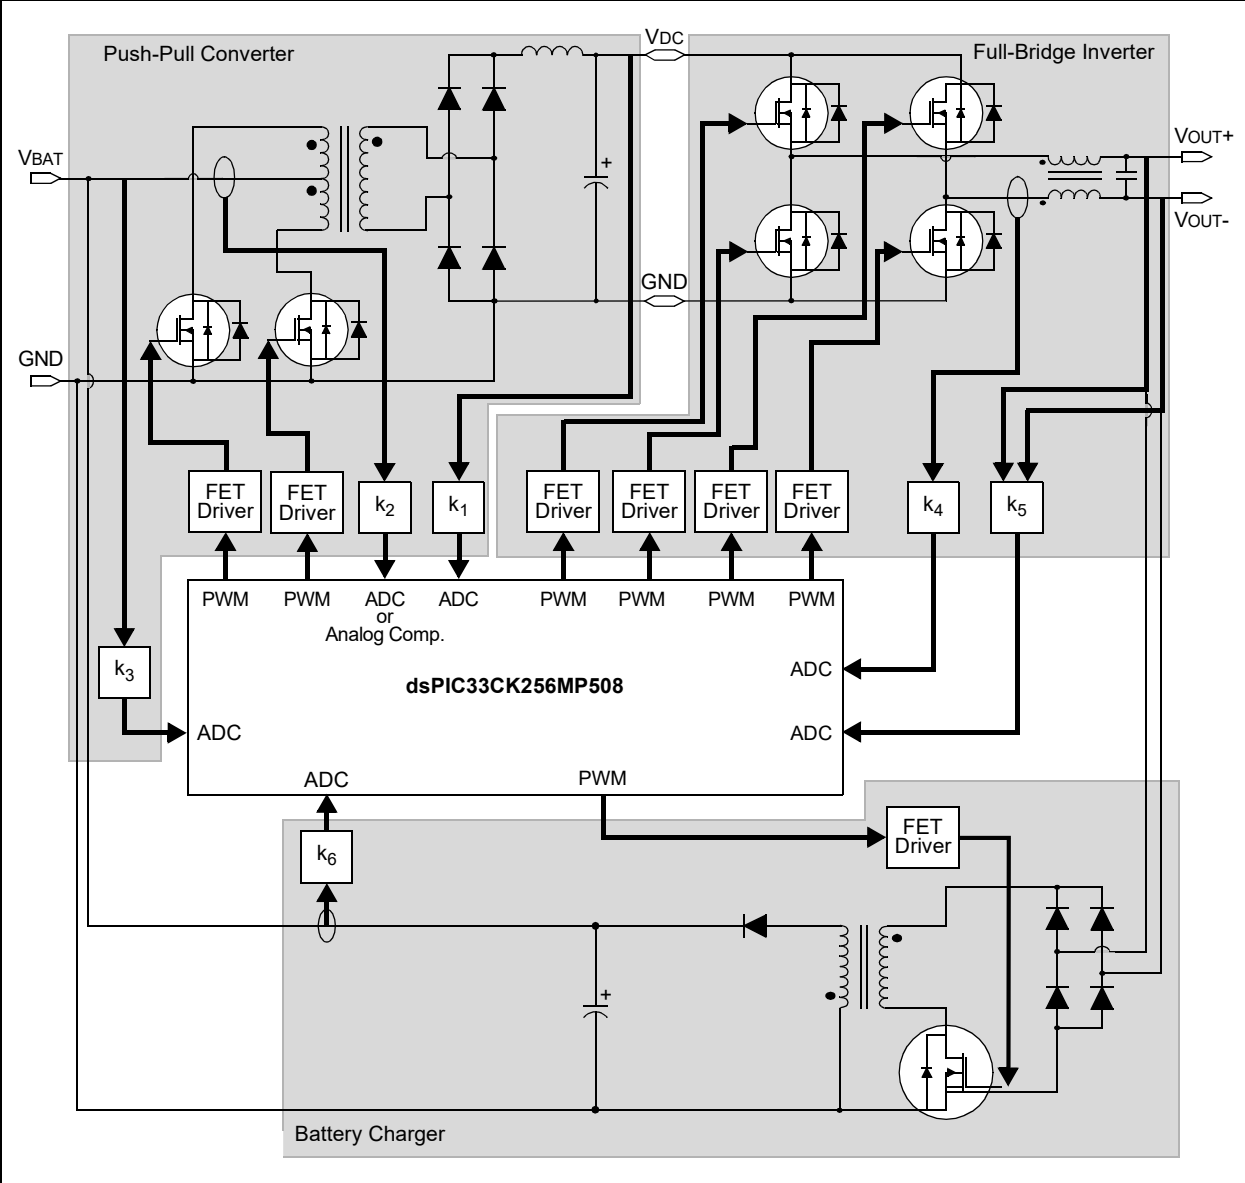 Push-Pull Converter
VDC
Full-Bridge Inverter
VBAT
+
VOUT+
VOUT-
GND
GND
FET
Driver
FET
Driver
k2
k1
FET
Driver
FET
Driver
FET
Driver
FET
Driver
k4
k5
PWM
PWM
ADC
or
Analog Comp.
ADC
PWM
PWM
PWM
PWM
k3
ADC
dsPIC33CK256MP508
ADC
ADC
ADC
PWM
k6
FET
Driver
+
Battery Charger